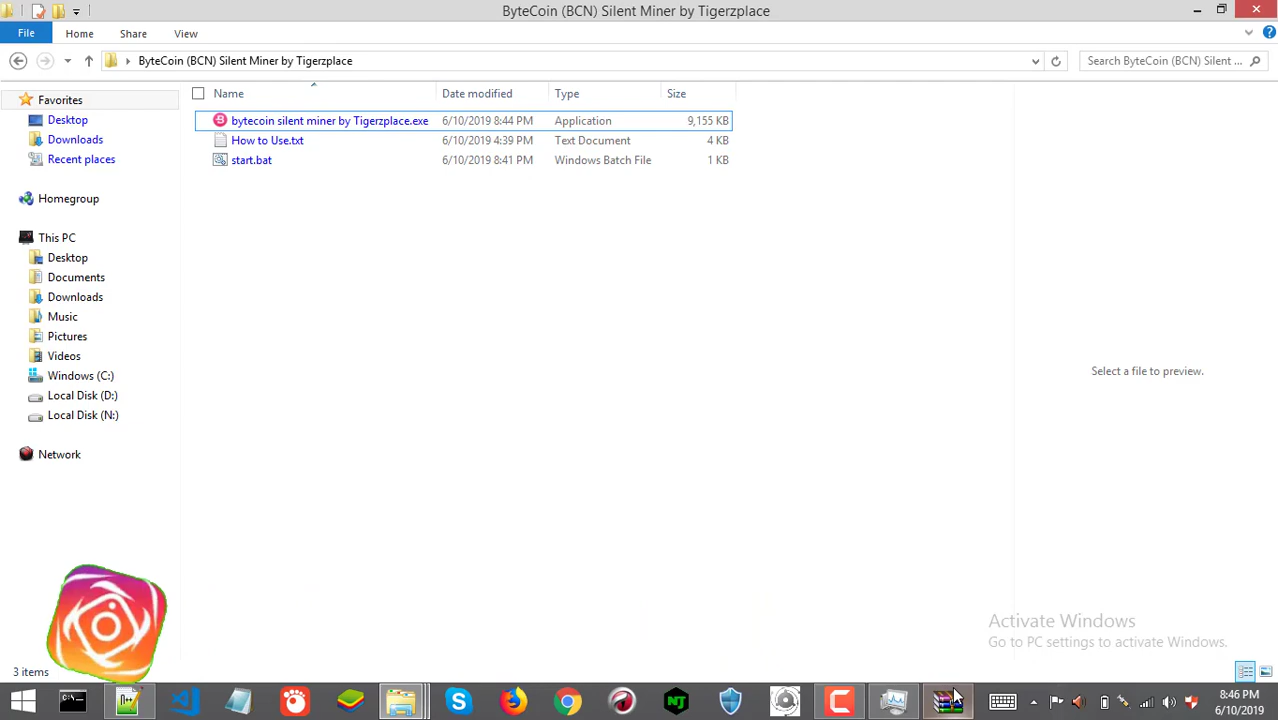 ByteCoin (BCN) Silent Miner by Tigerzplace
File Home Share View
ByteCoin (BCN) Silent Miner by Tigerzplace
Search ByteCoin (BCN) Silent ...
Name Date modified Type Size
bytecoin silent miner by Tigerzplace.exe 6/10/2019 8:44 PM Application 9,155 KB
How to Use.txt 6/10/2019 4:39 PM Text Document 4 KB
start.bat 6/10/2019 8:41 PM Windows Batch File 1 KB
Favorites
Desktop
Downloads
Recent places
Homegroup
This PC
Desktop
Documents
Downloads
Music
Pictures
Videos
Windows (C:)
Local Disk (D:)
Local Disk (N:)
Network
Select a file to preview.
Activate Windows
Go to PC settings to activate Windows.
3 items
8:46 PM
6/10/2019